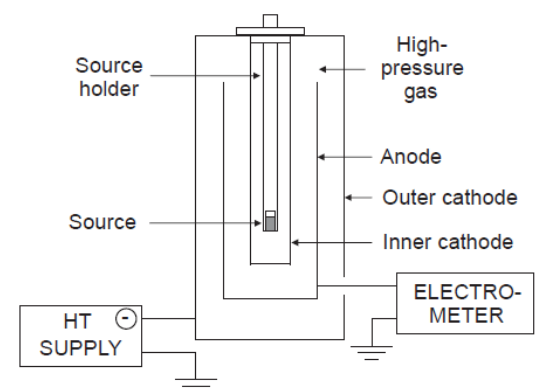 High-
pressure
gas
Source
holder
Anode
Outer cathode
Source
Inner cathode
ELECTRO-
METER
HT −
SUPPLY